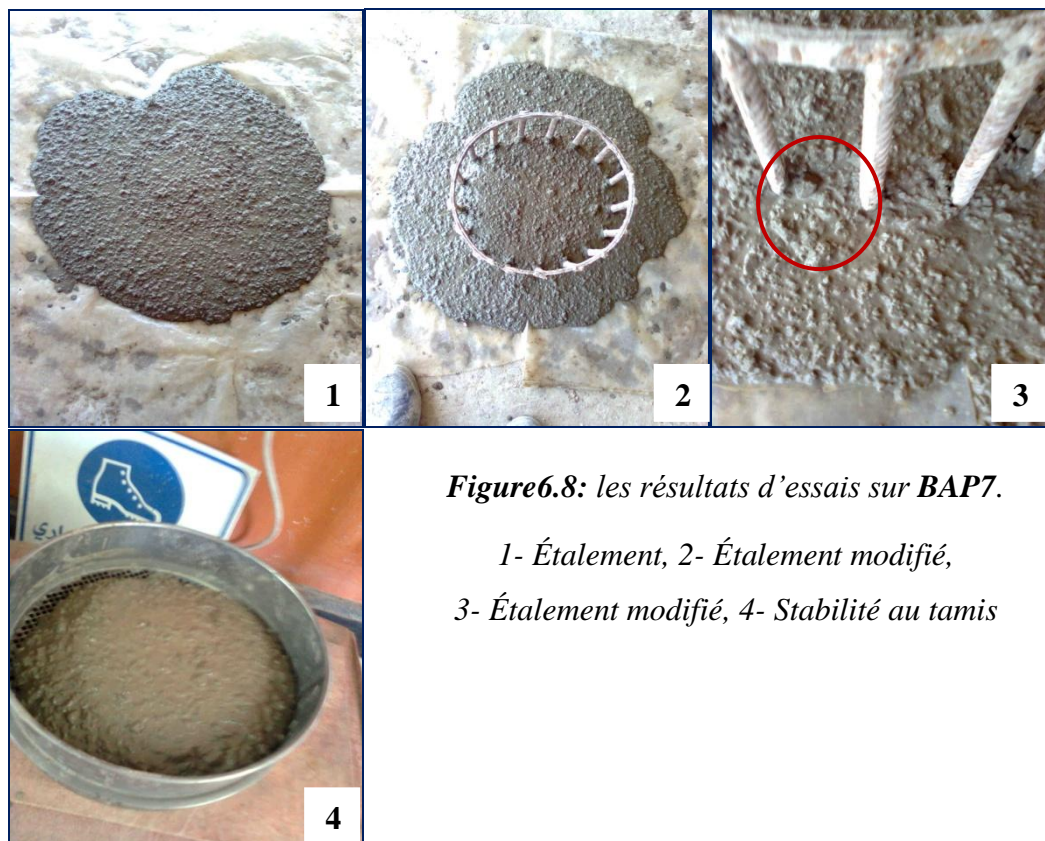 1
2
3
اري
4
Figure6.8: les résultats d’essais sur BAP7.
1- Étalement, 2- Étalement modifié,
3- Étalement modifié, 4- Stabilité au tamis